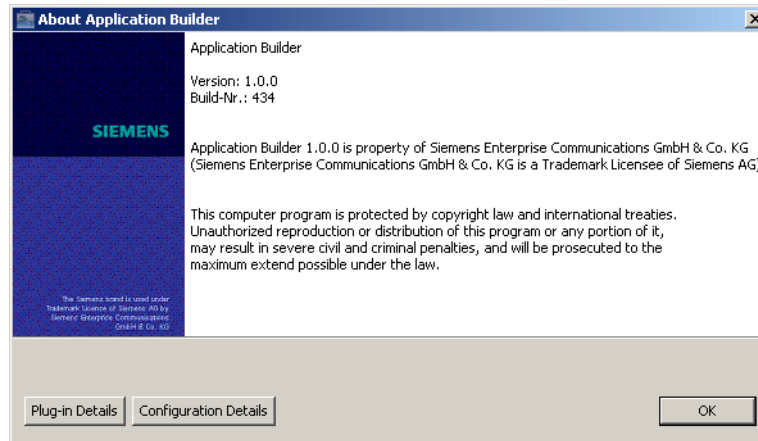 About Application Builder
Application Builder
Version: 1.0.0
Build-Nr.: 434
SIEMENS
Application Builder 1.0.0 is property of Siemens Enterprise Communications GmbH & Co. KG
(Siemens Enterprise Communications GmbH & Co. KG is a Trademark Licensee of Siemens AG)
This computer program is protected by copyright law and international treaties.
Unauthorized reproduction or distribution of this program or any portion of it,
may result in severe civil and criminal penalties, and will be prosecuted to the
maximum extend possible under the law.
The Siemens brand is used under
Trademark License of Siemens AG by
Siemens Enterprise Communications
GmbH & Co. KG
Plug-in Details
Configuration Details
OK